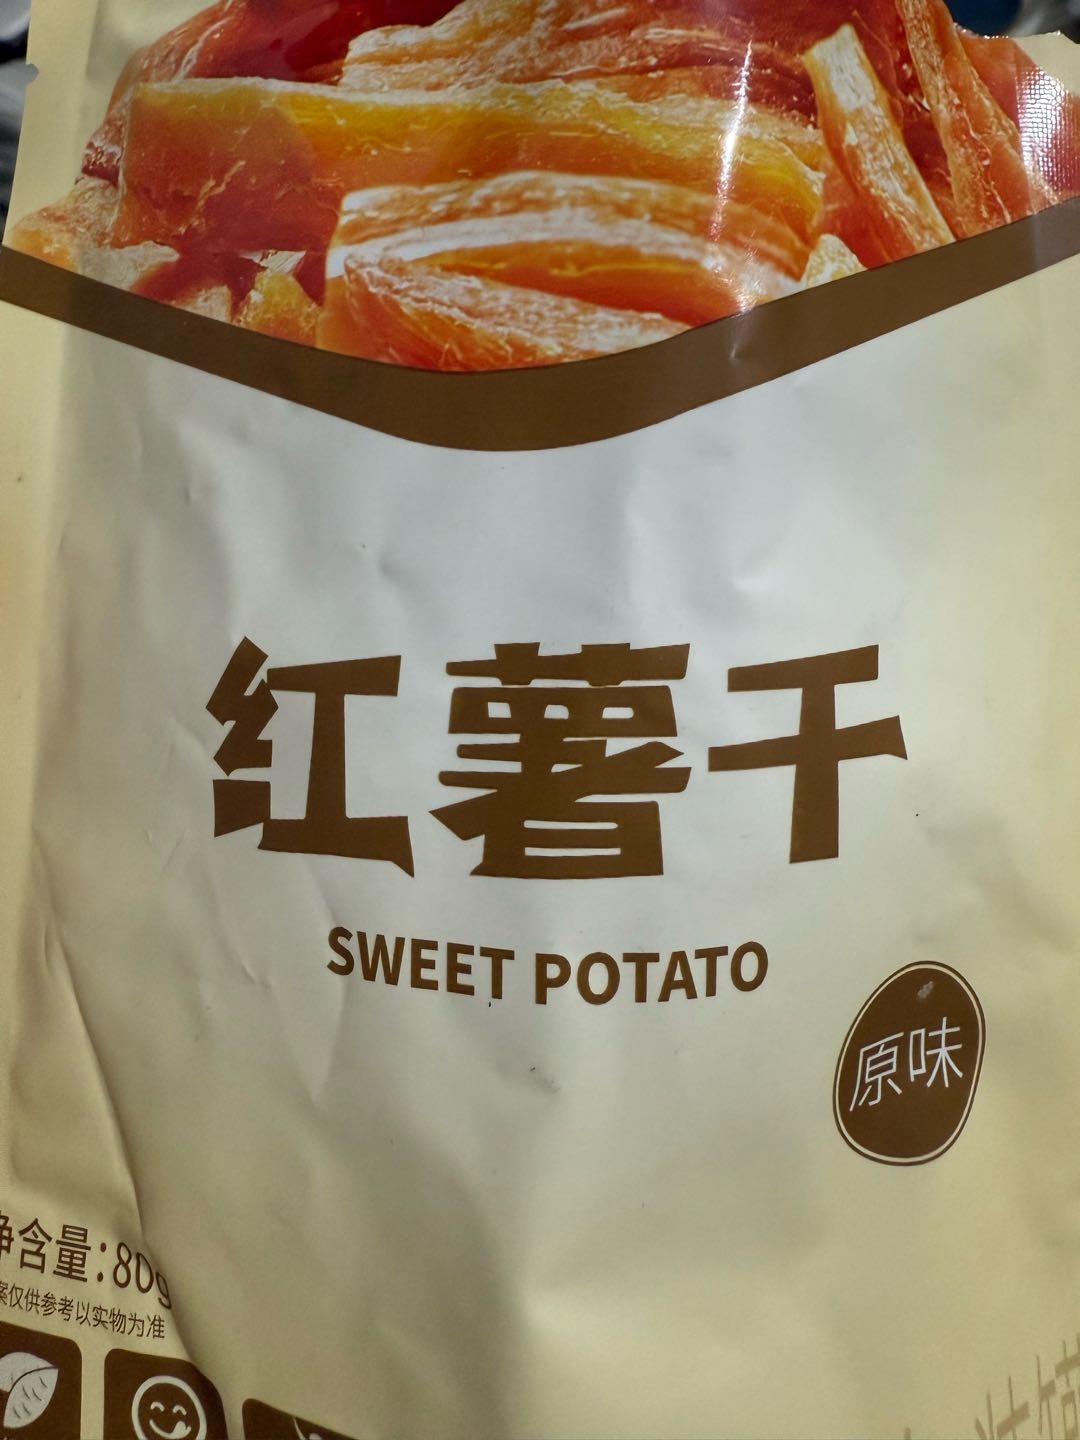 红薯干
SWEET POTATO
原味
净含量:80g
案仅供参考以实物为准